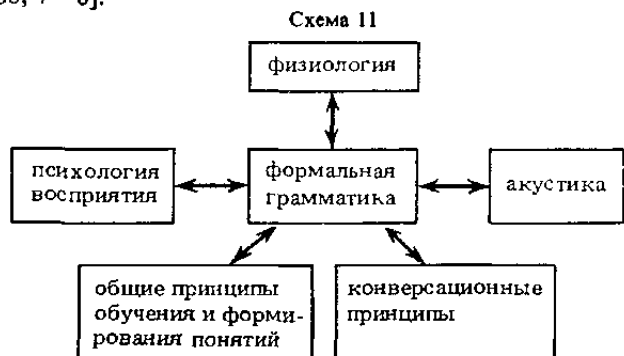 Схема 11
физиология
психология
восприятия
формальная
грамматика
акустика
общие принципы
обучения и форми-
рования понятий
конверсационные
принципы